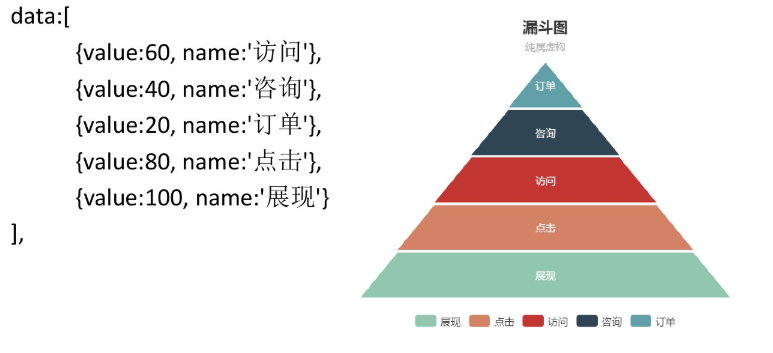 data:[
{value:60, name:'访问'},
{value:40, name:'咨询'},
{value:20, name:'订单'},
{value:80, name:'点击'},
{value:100, name:'展现'}
],
漏斗图
纯属虚构
订单
咨询
访问
点击
展现
展现 点击 访问 咨询 订单